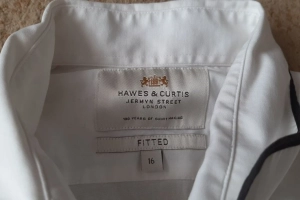 HAWES & CURTIS
JERMYN STREET
LONDON
FITTED
16